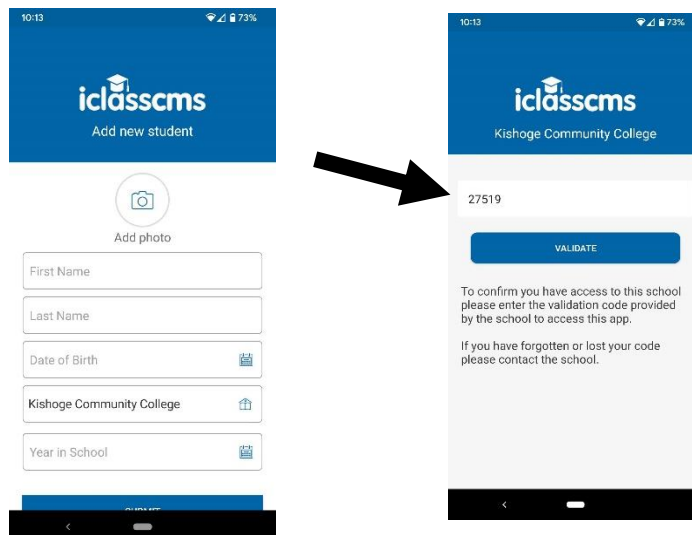 10:13
73%
iclasscms
Add new student
Add photo
First Name
Last Name
Date of Birth
Kishoge Community College
Year in School
SUBMIT
10:13
73%
iclasscms
Kishoge Community College
27519
VALIDATE
To confirm you have access to this school
please enter the validation code provided
by the school to access this app.
If you have forgotten or lost your code
please contact the school.